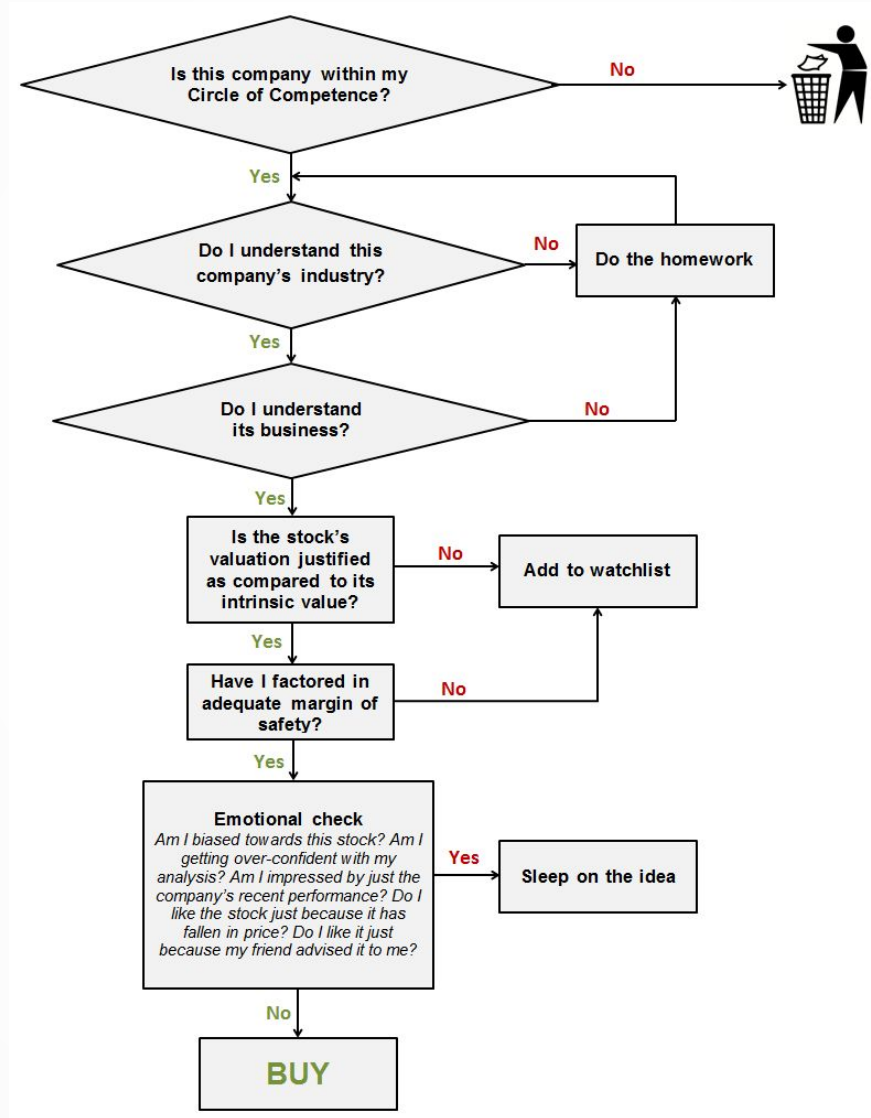 Is this company within my
Circle of Competence?
No
Yes
Do I understand this
company's industry?
No
Do the homework
Yes
Do I understand
its business?
No
Yes
Is the stock's
valuation justified
as compared to its
intrinsic value?
No
Add to watchlist
Yes
Have I factored in
adequate margin of
safety?
No
Yes
Emotional check
Am I biased towards this stock? Am I
getting over-confident with my
analysis? Am I impressed by just the
company's recent performance? Do I
like the stock just because it has
fallen in price? Do I like it just
because my friend advised it to me?
Yes
Sleep on the idea
No
BUY